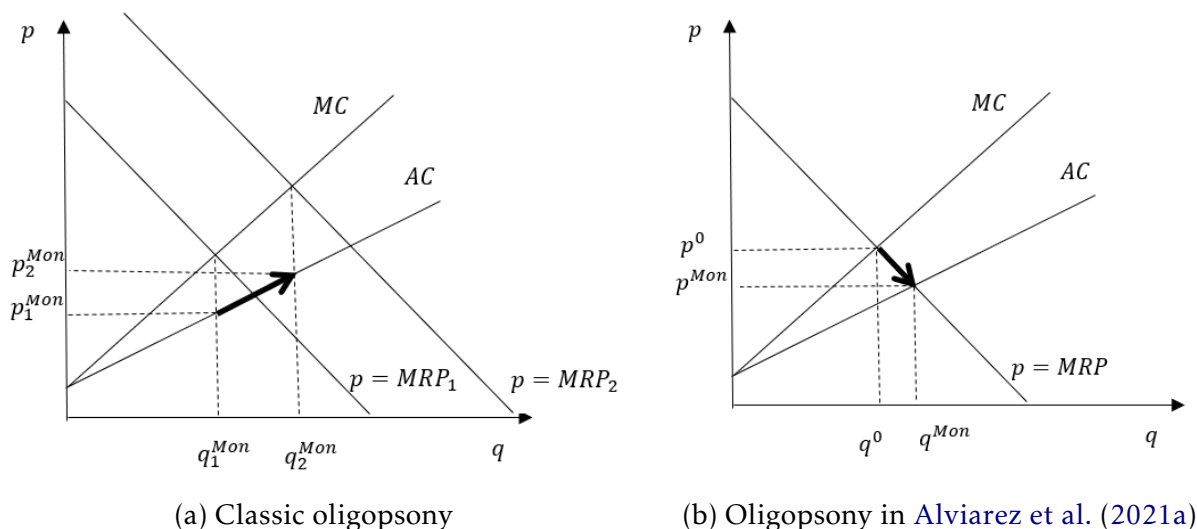 p
MC
AC
p_2^{Mon}
p_1^{Mon}
p = MRP_1
p = MRP_2
q_1^{Mon}
q_2^{Mon}
q
(a) Classic oligopsony
p
MC
AC
p^0
p^{Mon}
p = MRP
q^0
q^{Mon}
q
(b) Oligopsony in Alviarez et al. (2021a)